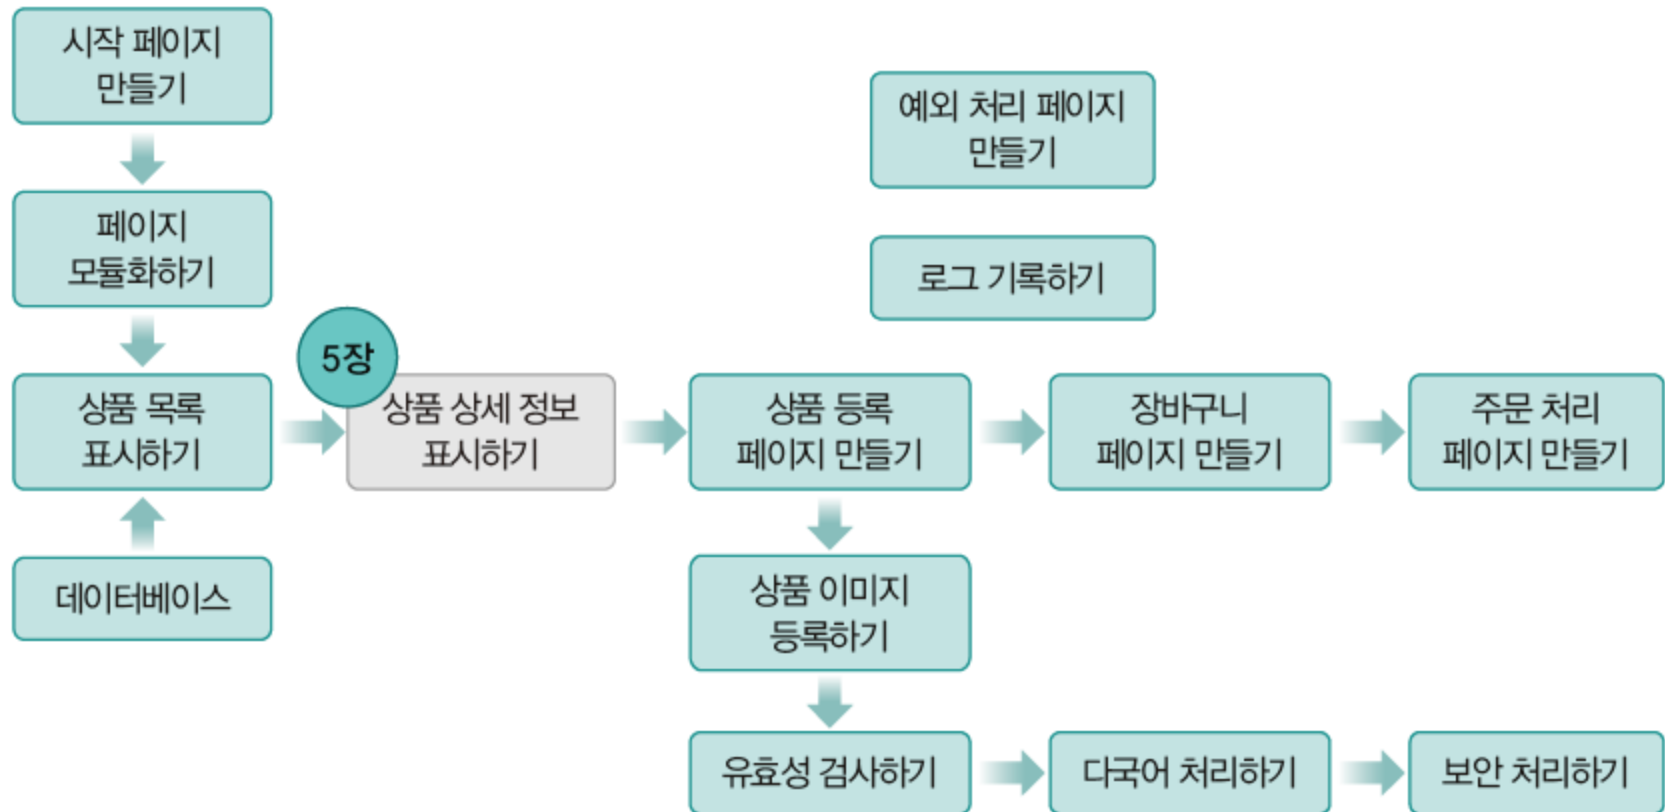 시작 페이지
만들기
예외 처리 페이지
만들기
페이지
모듈화하기
로그 기록하기
5장
상품 목록
표시하기
상품 상세 정보
표시하기
상품 등록
페이지 만들기
장바구니
페이지 만들기
주문 처리
페이지 만들기
데이터베이스
상품 이미지
등록하기
유효성 검사하기
다국어 처리하기
보안 처리하기